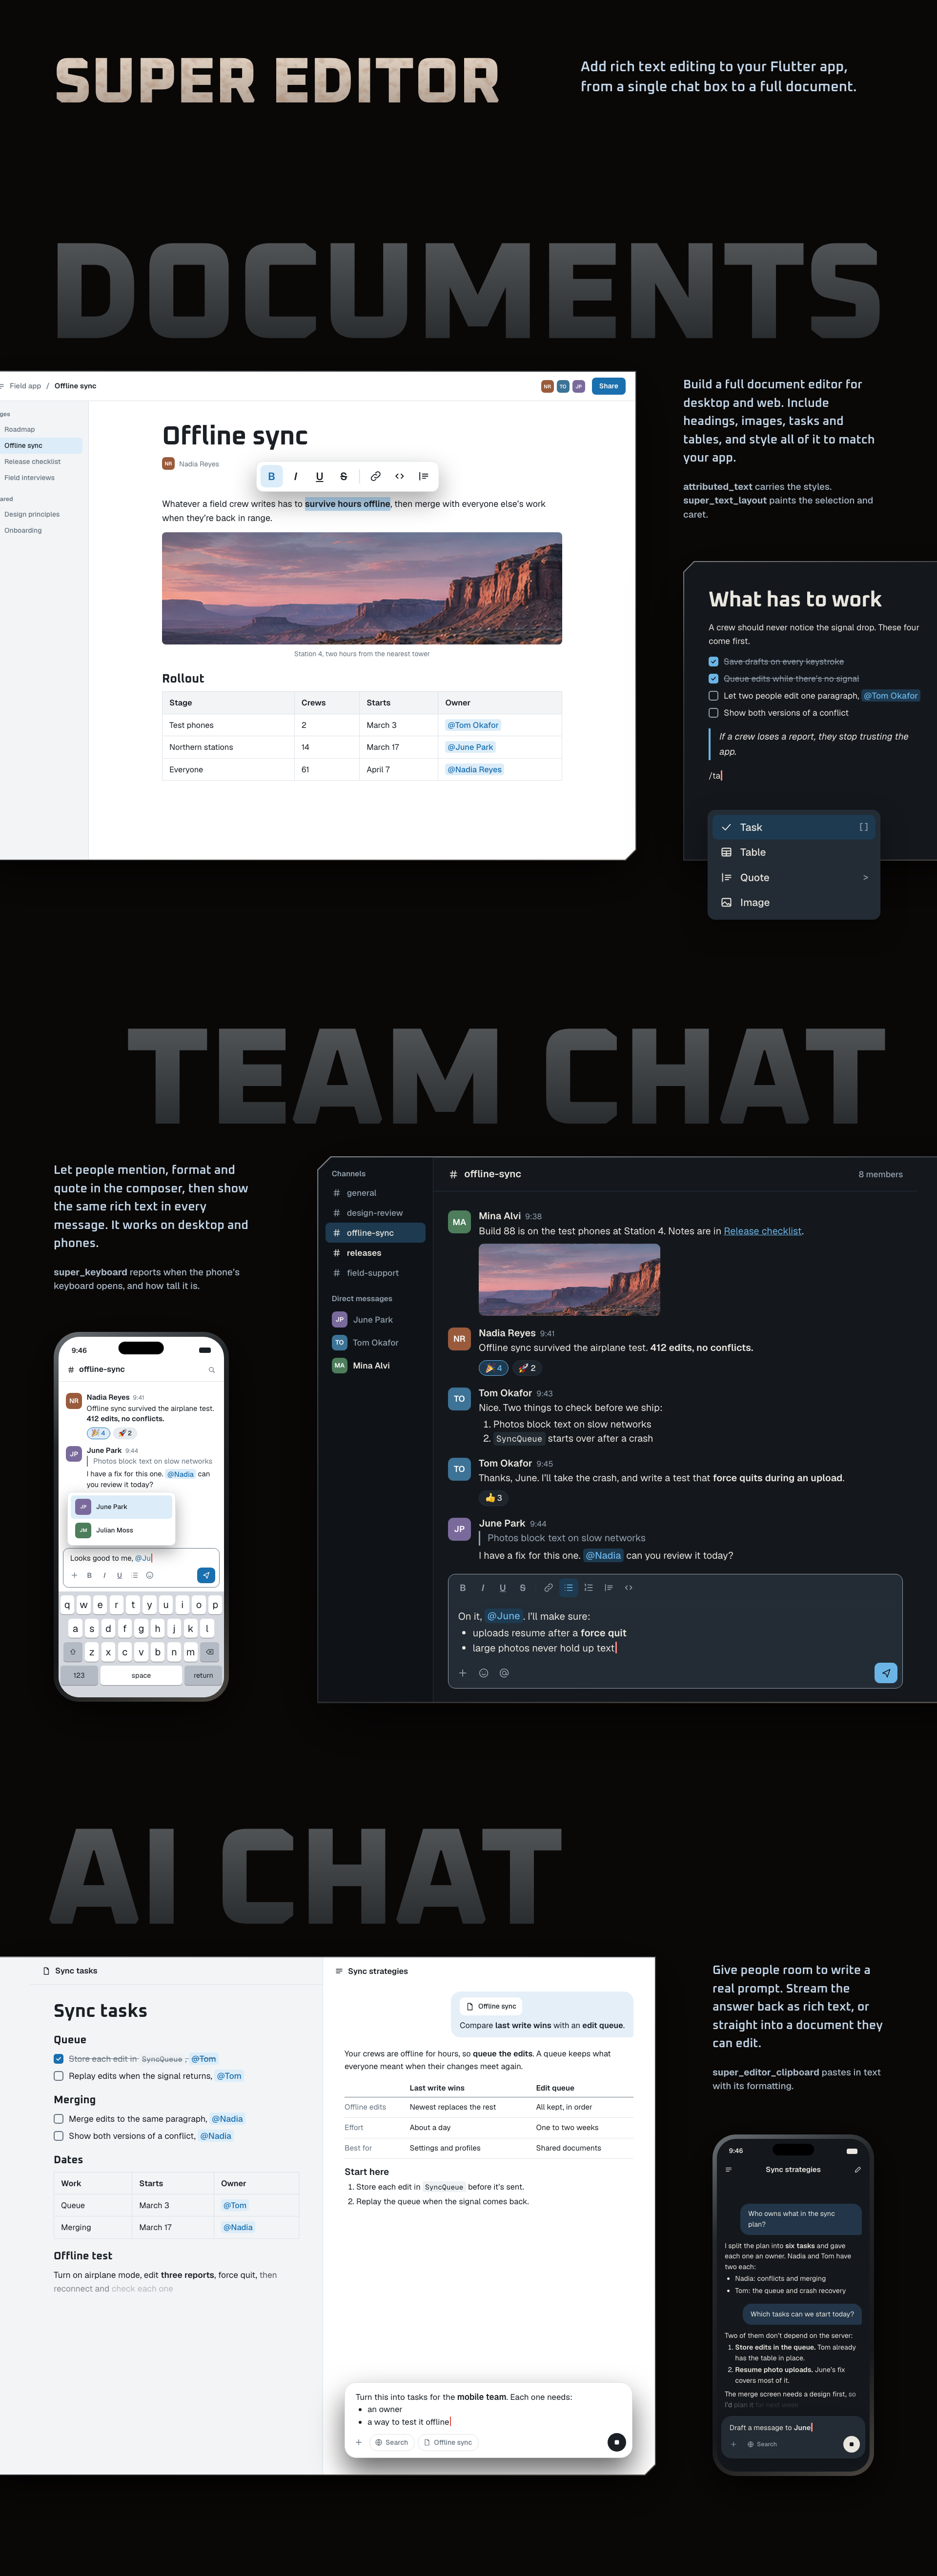 SUPER EDITOR
Add rich text editing to your Flutter app,
from a single chat box to a full document.
DOCUMENTS
Field app / Offline sync
NR TO JP Share
ges
Roadmap
Offline sync
Release checklist
Field interviews
ared
Design principles
Onboarding
Offline sync
NR Nadia Reyes
B I U S
Whatever a field crew writes has to survive hours offline, then merge with everyone else's work
when they're back in range.
Station 4, two hours from the nearest tower
Rollout
Stage Crews Starts Owner
Test phones 2 March 3 @Tom Okafor
Northern stations 14 March 17 @June Park
Everyone 61 April 7 @Nadia Reyes
Build a full document editor for
desktop and web. Include
headings, images, tasks and
tables, and style all of it to match
your app.
attributed_text carries the styles.
super_text_layout paints the selection and
caret.
What has to work
A crew should never notice the signal drop. These four
come first.
Save drafts on every keystroke
Queue edits while there's no signal
Let two people edit one paragraph, @Tom Okafor
Show both versions of a conflict
If a crew loses a report, they stop trusting the
app.
/ta
Task []
Table
Quote >
Image
TEAM CHAT
Let people mention, format and
quote in the composer, then show
the same rich text in every
message. It works on desktop and
phones.
super_keyboard reports when the phone's
keyboard opens, and how tall it is.
9:46
# offline-sync
NR Nadia Reyes 9:41
Offline sync survived the airplane test.
412 edits, no conflicts.
🎉 4 🚀 2
JP June Park 9:44
Photos block text on slow networks
I have a fix for this one. @Nadia can
you review it today?
JP June Park
JM Julian Moss
Looks good to me, @Ju
B I U
q w e r t y u i o p
a s d f g h j k l
z x c v b n m
123 space return
Channels
# general
# design-review
# offline-sync
# releases
# field-support
Direct messages
JP June Park
TO Tom Okafor
MA Mina Alvi
# offline-sync 8 members
MA Mina Alvi 9:38
Build 88 is on the test phones at Station 4. Notes are in Release checklist.
NR Nadia Reyes 9:41
Offline sync survived the airplane test. 412 edits, no conflicts.
🎉 4 🚀 2
TO Tom Okafor 9:43
Nice. Two things to check before we ship:
1. Photos block text on slow networks
2. SyncQueue starts over after a crash
TO Tom Okafor 9:45
Thanks, June. I'll take the crash, and write a test that force quits during an upload.
👍 3
JP June Park 9:44
Photos block text on slow networks
I have a fix for this one. @Nadia can you review it today?
B I U S
On it, @June. I'll make sure:
• uploads resume after a force quit
• large photos never hold up text
AI CHAT
Sync tasks
Sync tasks
Queue
Store each edit in SyncQueue, @Tom
Replay edits when the signal returns, @Tom
Merging
Merge edits to the same paragraph, @Nadia
Show both versions of a conflict, @Nadia
Dates
Work Starts Owner
Queue March 3 @Tom
Merging March 17 @Nadia
Offline test
Turn on airplane mode, edit three reports, force quit, then
reconnect and check each one
Sync strategies
Offline sync
Compare last write wins with an edit queue.
Your crews are offline for hours, so queue the edits. A queue keeps what
everyone meant when their changes meet again.
Last write wins Edit queue
Offline edits Newest replaces the rest All kept, in order
Effort About a day One to two weeks
Best for Settings and profiles Shared documents
Start here
1. Store each edit in SyncQueue before it's sent.
2. Replay the queue when the signal comes back.
Turn this into tasks for the mobile team. Each one needs:
• an owner
• a way to test it offline
Search Offline sync
Give people room to write a
real prompt. Stream the
answer back as rich text, or
straight into a document they
can edit.
super_editor_clipboard pastes in text
with its formatting.
9:46
Sync strategies
Who owns what in the sync
plan?
I split the plan into six tasks and gave
each one an owner. Nadia and Tom have
two each:
• Nadia: conflicts and merging
• Tom: the queue and crash recovery
Which tasks can we start today?
Two of them don't depend on the server:
1. Store edits in the queue. Tom already
has the table in place.
2. Resume photo uploads. June's fix
covers most of it.
The merge screen needs a design first, so
I'd plan it for next week
Draft a message to June
Search